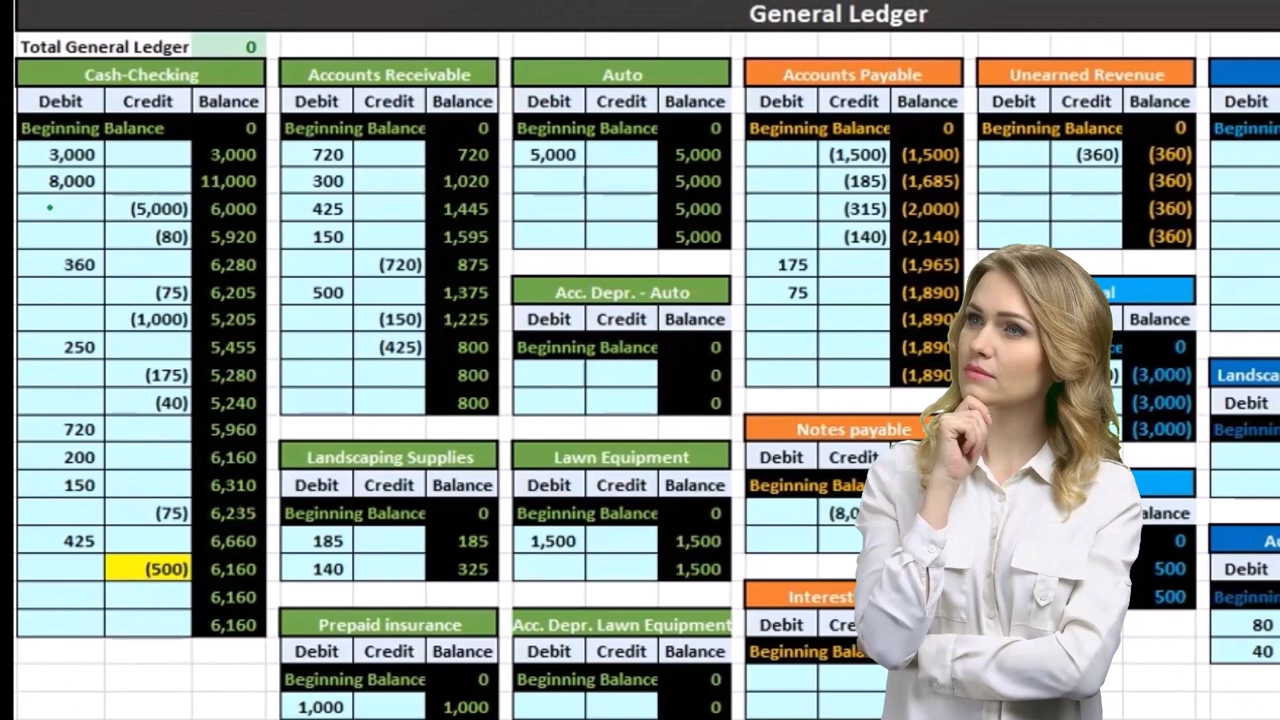 General Ledger
Total General Ledger 0
Cash-Checking Accounts Receivable Auto Accounts Payable Unearned Revenue
Debit Credit Balance Debit Credit Balance Debit Credit Balance Debit Credit Balance Debit Credit Balance Debit
Beginning Balance 0 Beginning Balance 0 Beginning Balance 0 Beginning Balance 0 Beginning Balance 0
3,000 3,000 720 720 5,000 5,000 (1,500) (1,500) (360) (360)
8,000 11,000 300 1,020 5,000 (185) (1,685) (360)
(5,000) 6,000 425 1,445 5,000 (315) (2,000) (360)
(80) 5,920 150 1,595 5,000 (140) (2,140) (360)
360 6,280 (720) 875 175 (1,965)
(75) 6,205 500 1,375 Acc. Depr. - Auto 75 (1,890)
(1,000) 5,205 (150) 1,225 Debit Credit Balance (1,890 Balance
250 5,455 (425) 800 Beginning Balance 0 (1,890 0
(175) 5,280 800 0 (1,890 (3,000)
(40) 5,240 800 0 (3,000) Debit
720 5,960 Notes payable (3,000)
200 6,160 Landscaping Supplies Lawn Equipment Debit
150 6,310 Debit Credit Balance Debit Credit Balance Beginning
(75) 6,235 Beginning Balance 0 Beginning Balance 0
425 6,660 185 185 1,500 1,500 0
(500) 6,160 140 325 1,500 500 Debit
6,160 Interest 500
6,160 Prepaid insurance Acc. Depr. Lawn Equipment Debit 80
Debit Credit Balance Debit Credit Balance Beginning 40
Beginning Balance 0 Beginning Balance 0
1,000 1,000 0